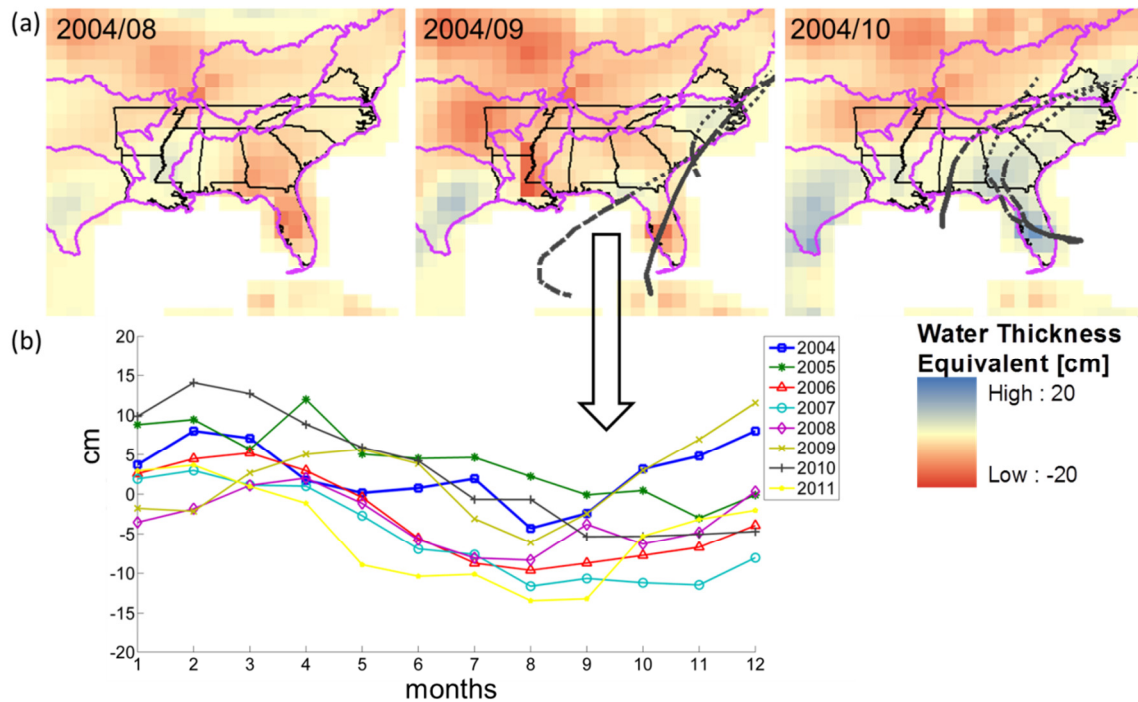 (a)
2004/08
2004/09
2004/10
(b)
20
15
10
5
0
-5
-10
-15
-20
cm
1 2 3 4 5 6 7 8 9 10 11 12
months
2004
2005
2006
2007
2008
2009
2010
2011
Water Thickness
Equivalent [cm]
High : 20
Low : -20